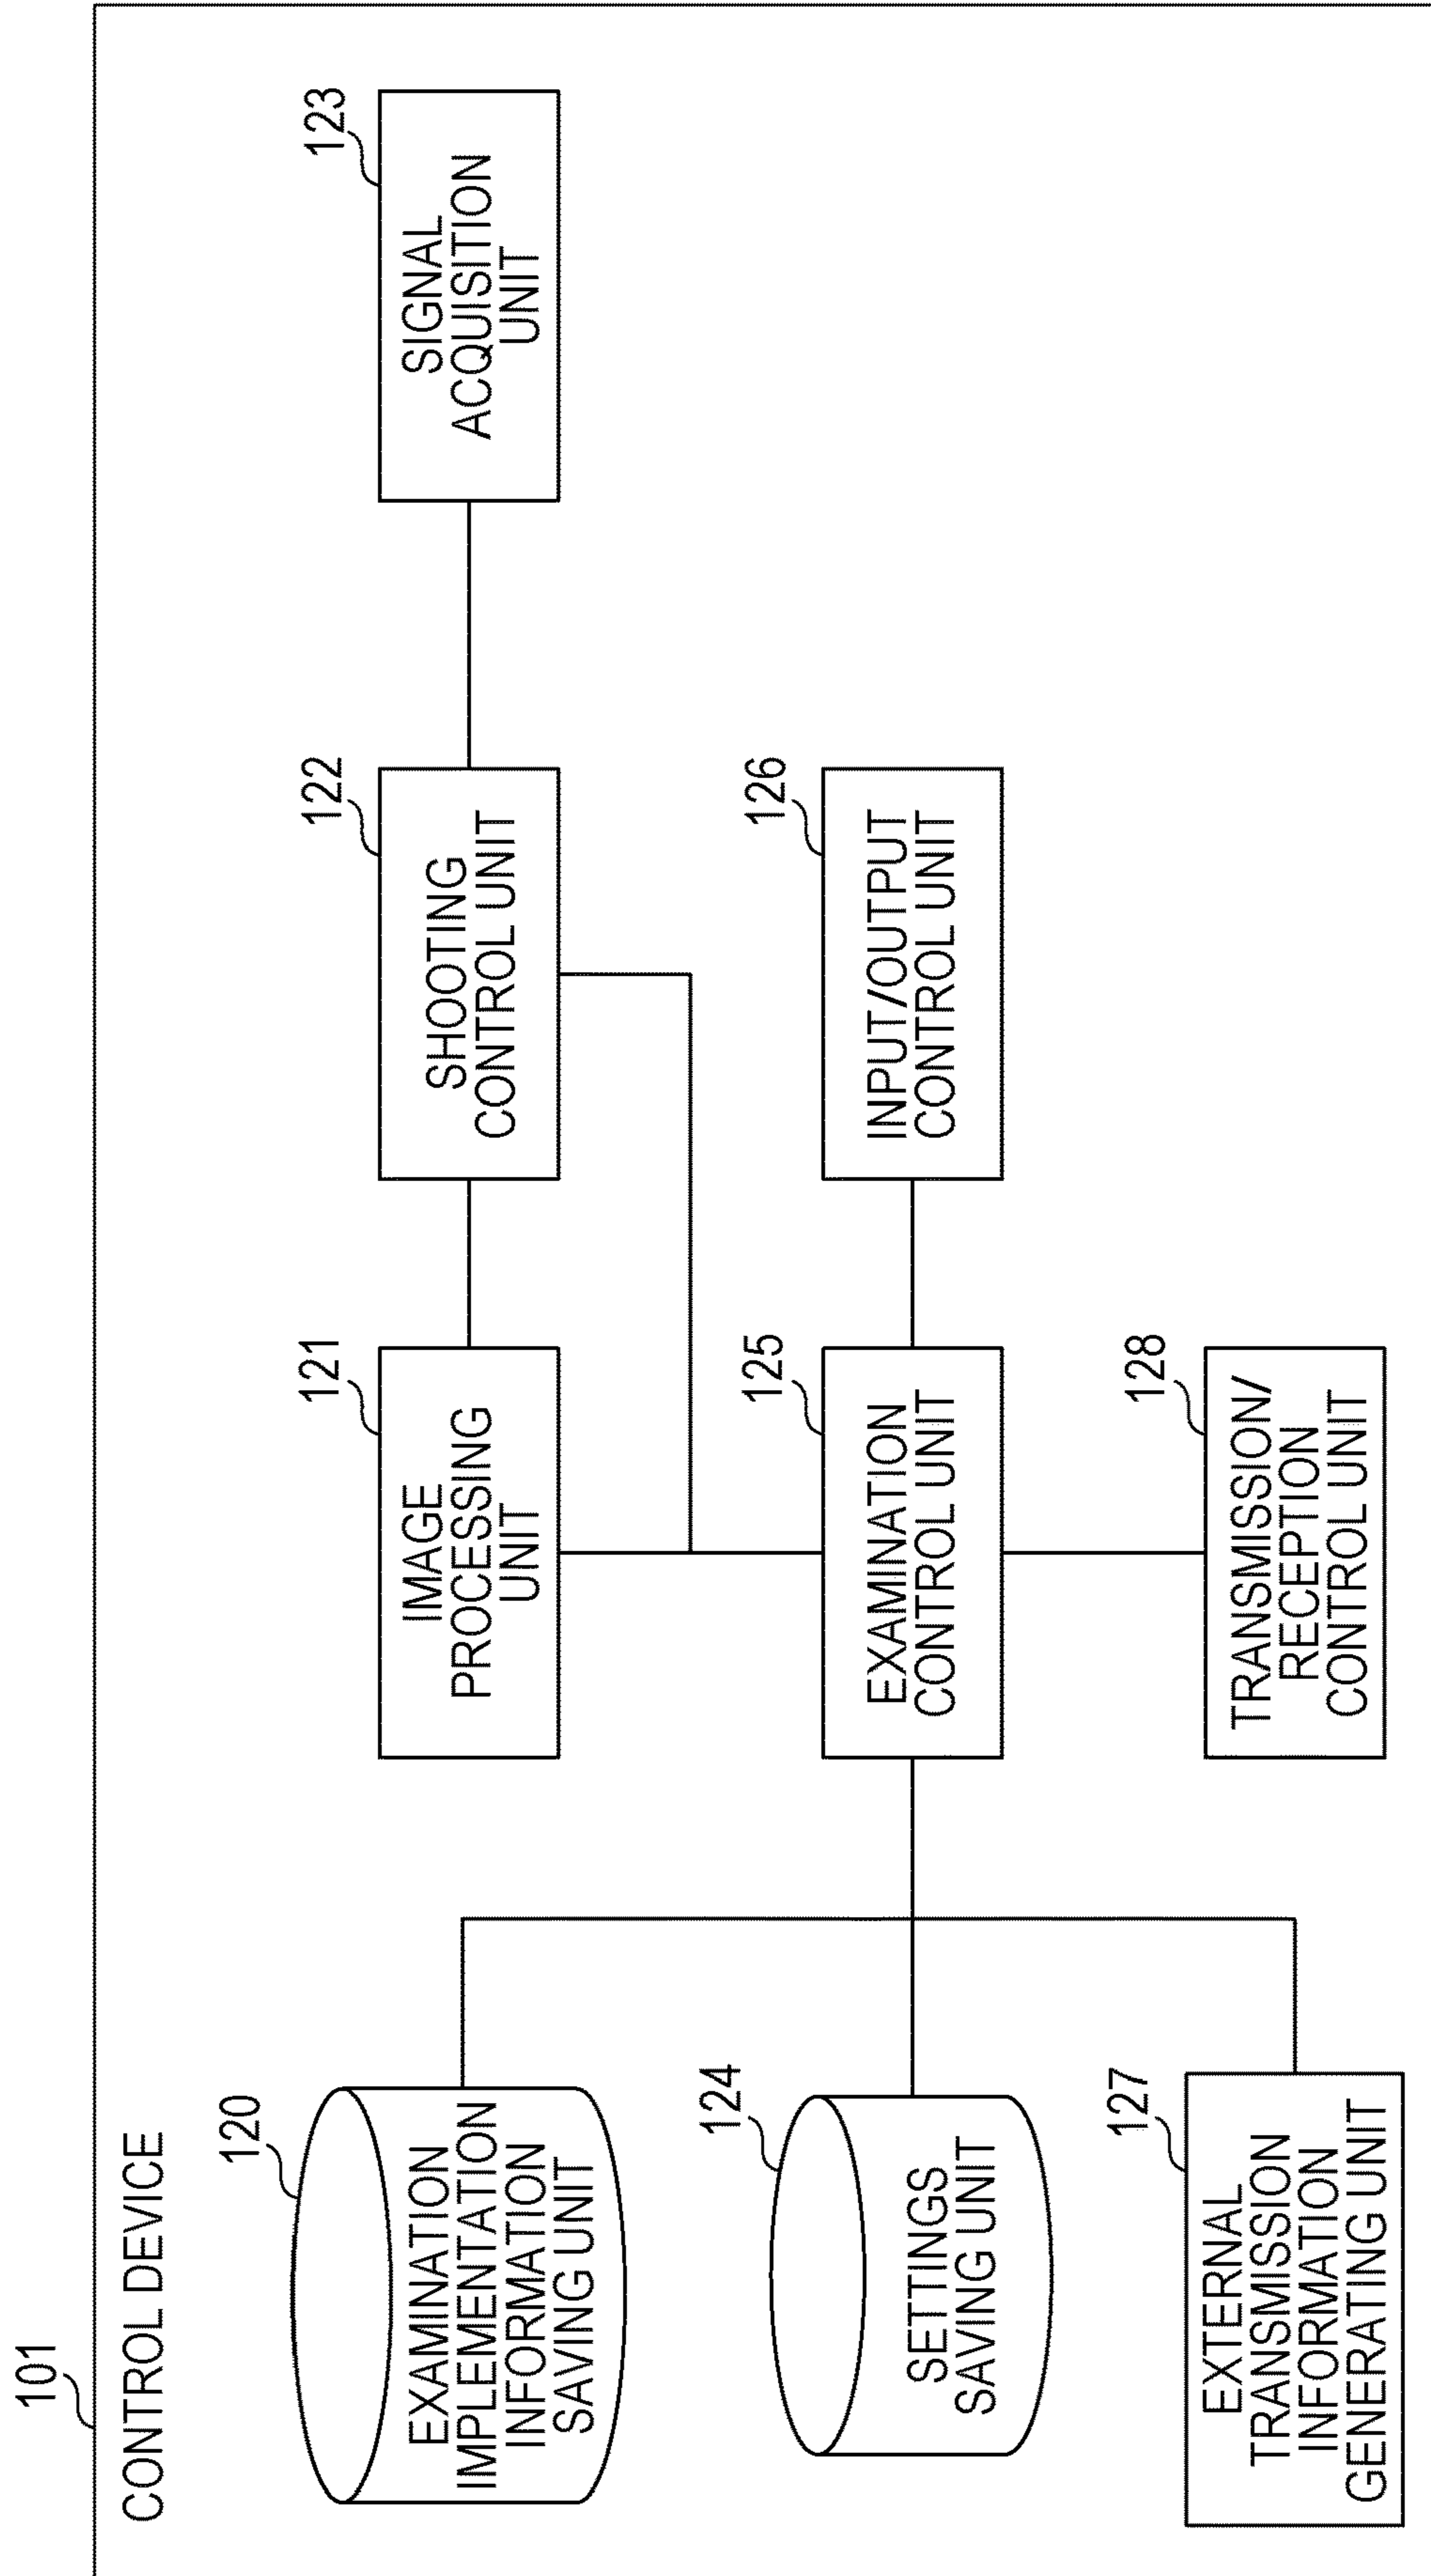 101
CONTROL DEVICE
120
EXAMINATION
IMPLEMENTATION
INFORMATION
SAVING UNIT
121
IMAGE
PROCESSING
UNIT
122
SHOOTING
CONTROL UNIT
123
SIGNAL
ACQUISITION
UNIT
124
SETTINGS
SAVING UNIT
125
EXAMINATION
CONTROL UNIT
126
INPUT/OUTPUT
CONTROL UNIT
127
EXTERNAL
TRANSMISSION
INFORMATION
GENERATING UNIT
128
TRANSMISSION/
RECEPTION
CONTROL UNIT